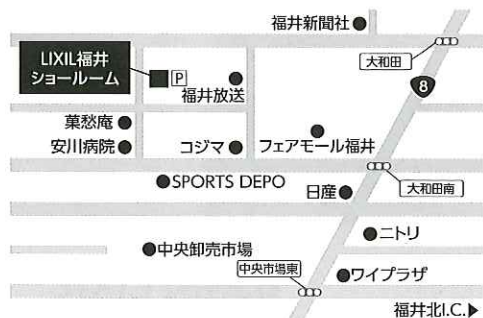 福井新聞社
大和田
LIXIL福井
ショールーム
P
福井放送
8
菓愁庵
安川病院
コジマ
フェアモール福井
大和田南
SPORTS DEPO
日産
ニトリ
中央卸売市場
中央市場東
ワイプラザ
福井北I.C.▶